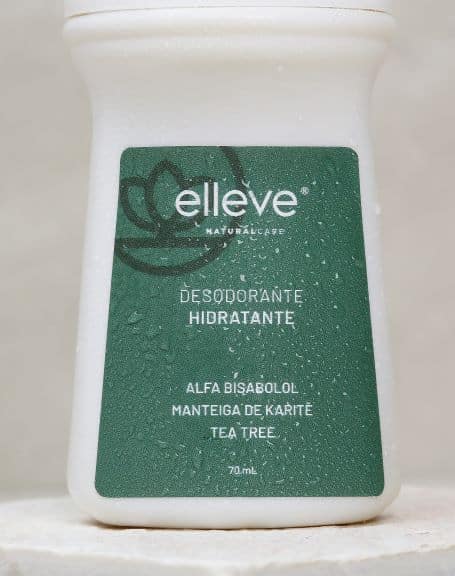 elleve®
NATURALCARE
DESODORANTE
HIDRATANTE
ALFA BISABOLOL
MANTEIGA DE KARITÉ
TEA TREE
70 mL